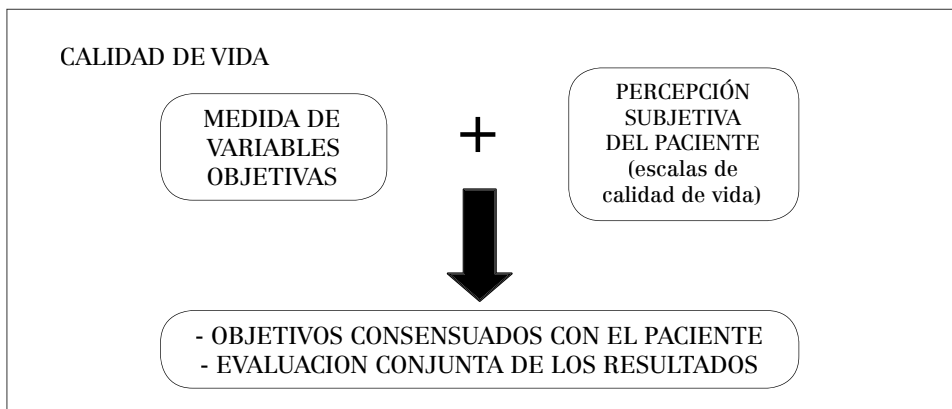 CALIDAD DE VIDA
MEDIDA DE
VARIABLES
OBJETIVAS
+
PERCEPCIÓN
SUBJETIVA
DEL PACIENTE
(escalas de
calidad de vida)
- OBJETIVOS CONSENSUADOS CON EL PACIENTE
- EVALUACION CONJUNTA DE LOS RESULTADOS